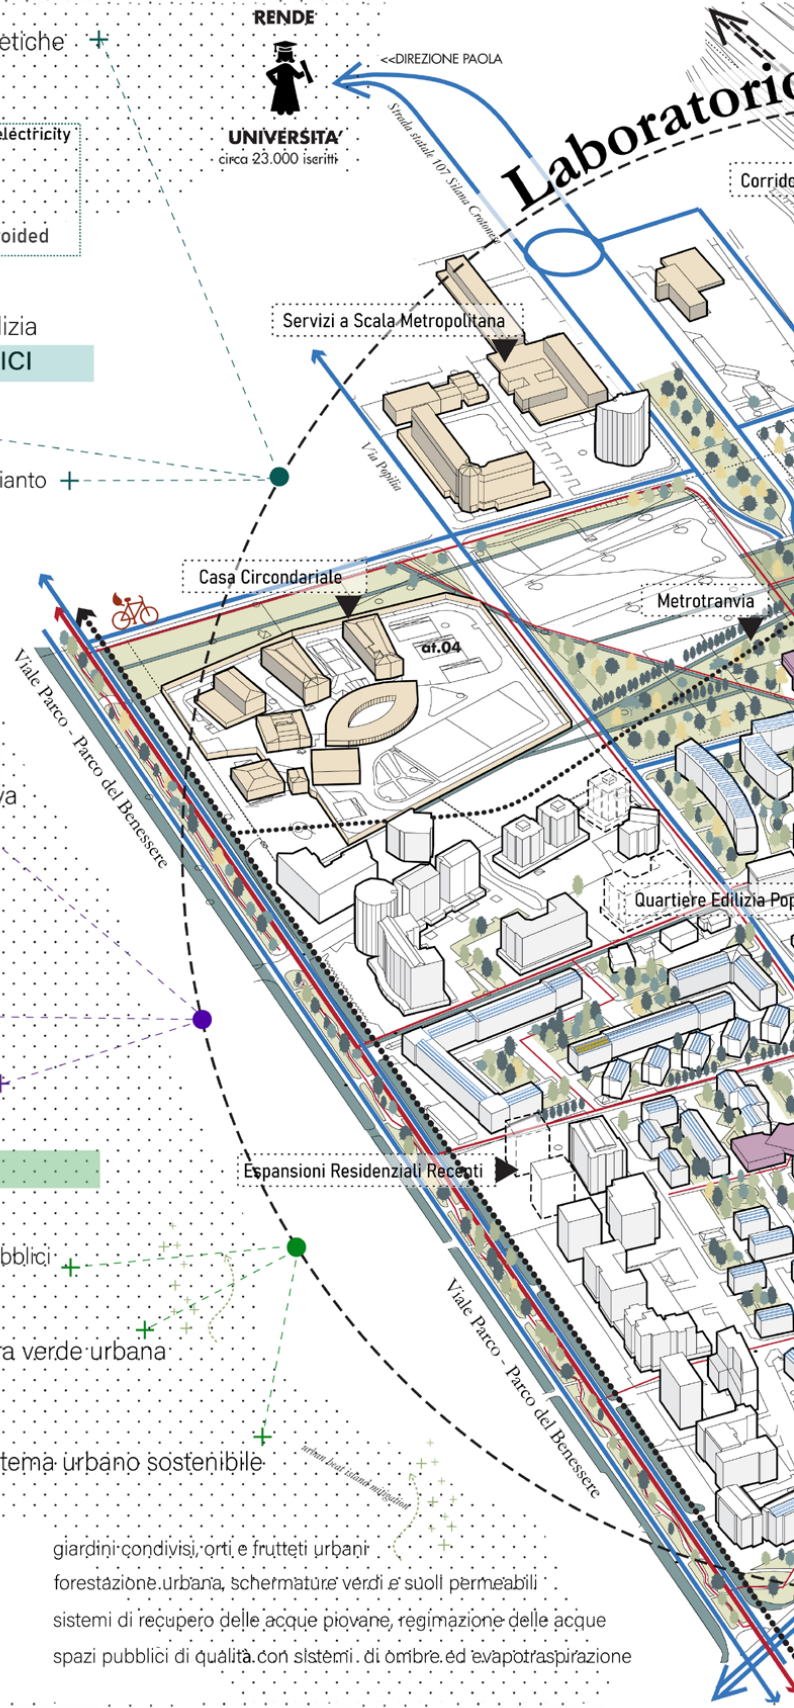 RENDE
etiche
<<DIREZIONE PAOLA
electricity
UNIVERSITA'
circa 23.000 iscritti
Strada statale 107 Silana Crotonese
Laboratorio
Corrido
oided
Servizi a Scala Metropolitana
lizia
ICI
Via Popilia
ianto
Casa Circondariale
Metrotranvia
at.04
Viale Parco - Parco del Benessere
va
Quartiere Edilizia Pop
Espansioni Residenziali Recenti
bblici
Viale Parco - Parco del Benessere
ra verde urbana
tema urbano sostenibile
urban heat island mitigation
giardini condivisi, orti e frutteti urbani
forestazione urbana, schermature verdi e suoli permeabili
sistemi di recupero delle acque piovane, regimazione delle acque
spazi pubblici di qualità con sistemi di ombre ed evapotraspirazione